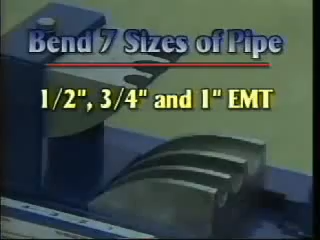 Bend 7 Sizes of Pipe
1/2", 3/4" and 1" EMT